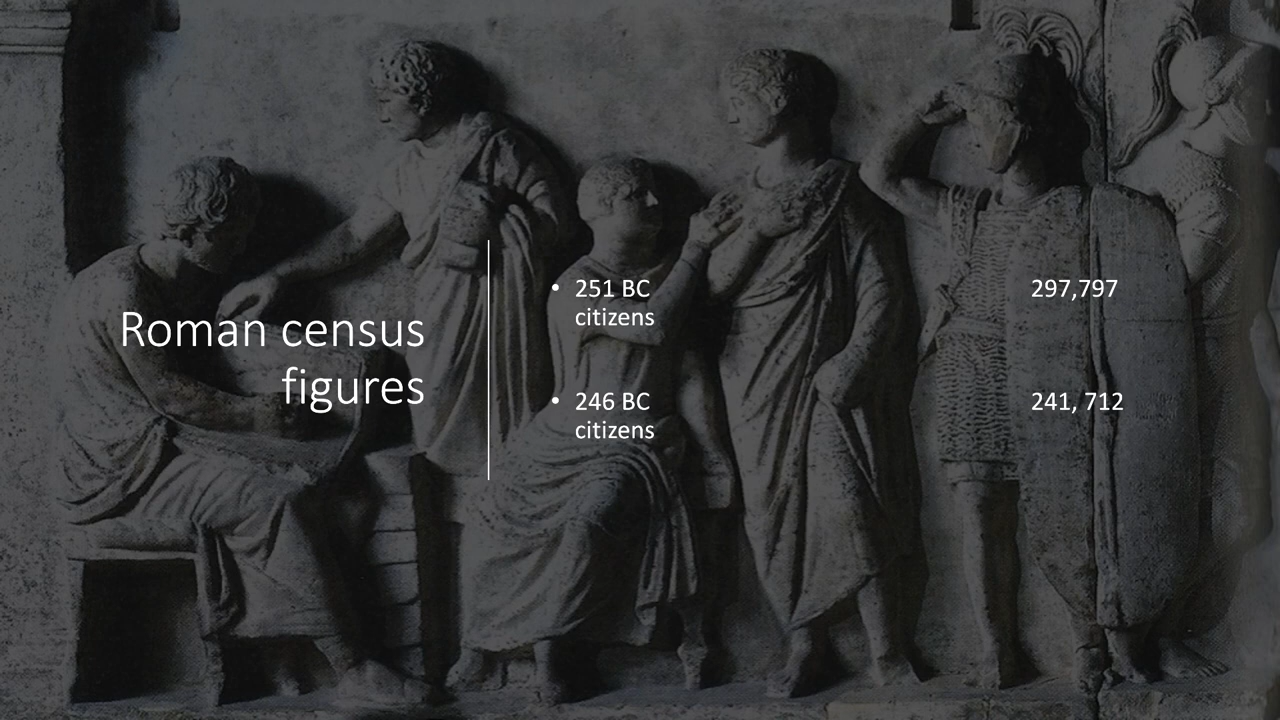 Roman census
figures
• 251 BC 297,797
citizens
• 246 BC 241, 712
citizens